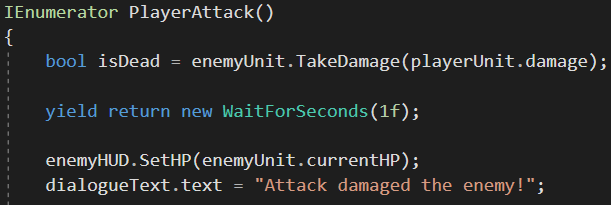 IEnumerator PlayerAttack()
{
bool isDead = enemyUnit.TakeDamage(playerUnit.damage);
yield return new WaitForSeconds(1f);
enemyHUD.SetHP(enemyUnit.currentHP);
dialogueText.text = "Attack damaged the enemy!";